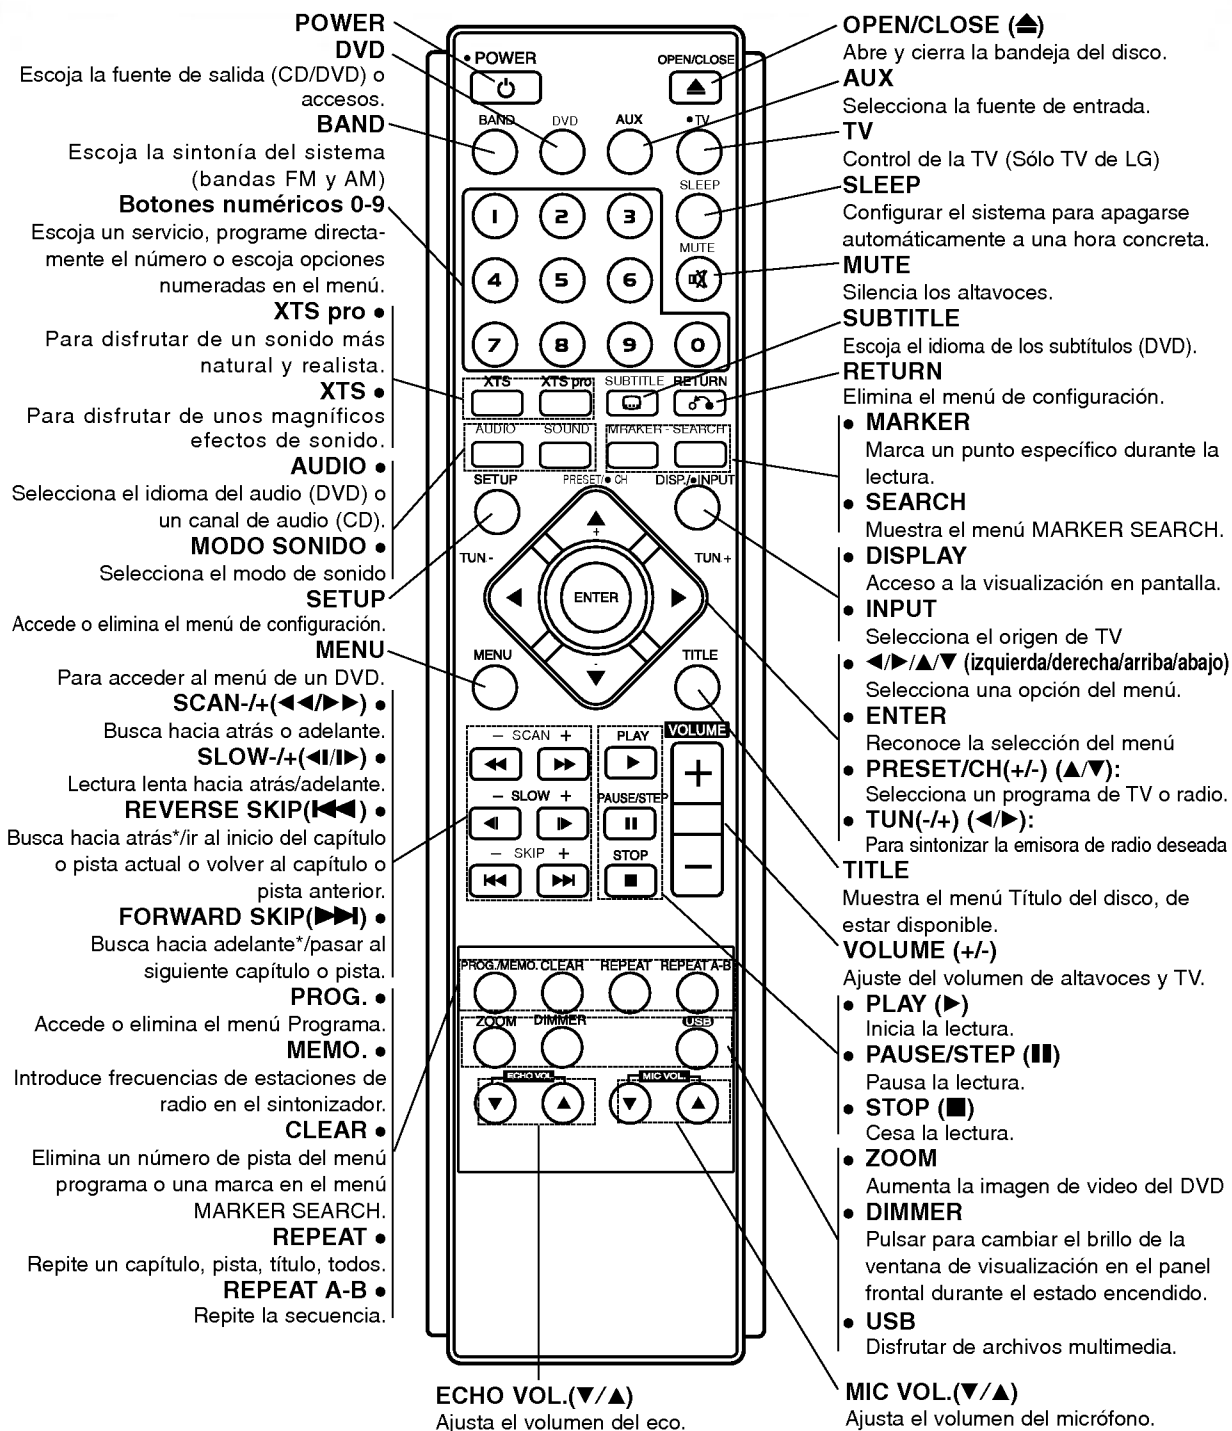 POWER
DVD
Escoja la fuente de salida (CD/DVD) o
accesos.
BAND
Escoja la sintonía del sistema
(bandas FM y AM)
Botones numéricos 0-9
Escoja un servicio, programe directa-
mente el número o escoja opciones
numeradas en el menú.
XTS pro ●
Para disfrutar de un sonido más
natural y realista.
XTS ●
Para disfrutar de unos magníficos
efectos de sonido.
AUDIO ●
Selecciona el idioma del audio (DVD) o
un canal de audio (CD).
MODO SONIDO ●
Selecciona el modo de sonido
SETUP
Accede o elimina el menú de configuración.
MENU
Para acceder al menú de un DVD.
SCAN-/+(◀◀/▶▶) ●
Busca hacia atrás o adelante.
SLOW-/+(◀I/I▶) ●
Lectura lenta hacia atrás/adelante.
REVERSE SKIP(I◀◀) ●
Busca hacia atrás*/ir al inicio del capítulo
o pista actual o volver al capítulo o
pista anterior.
FORWARD SKIP(▶▶I) ●
Busca hacia adelante*/pasar al
siguiente capítulo o pista.
PROG. ●
Accede o elimina el menú Programa.
MEMO. ●
Introduce frecuencias de estaciones de
radio en el sintonizador.
CLEAR ●
Elimina un número de pista del menú
programa o una marca en el menú
MARKER SEARCH.
REPEAT ●
Repite un capítulo, pista, título, todos.
REPEAT A-B ●
Repite la secuencia.
● POWER
OPEN/CLOSE
BAND DVD AUX ● TV
SLEEP
1 2 3
MUTE
4 5 6
7 8 9 0
XTS XTS pro SUBTITLE RETURN
AUDIO SOUND MRAKER - SEARCH
SETUP PRESET/● CH DISP./● INPUT
+
TUN - TUN +
ENTER
-
MENU TITLE
− SCAN + PLAY VOLUME
+
− SLOW + PAUSE/STEP
− SKIP + STOP
−
PROG./MEMO. CLEAR REPEAT REPEAT A-B
ZOOM DIMMER USB
ECHO VOL. MIC VOL.
ECHO VOL.(▼/▲)
Ajusta el volumen del eco.
OPEN/CLOSE (⏏)
Abre y cierra la bandeja del disco.
AUX
Selecciona la fuente de entrada.
TV
Control de la TV (Sólo TV de LG)
SLEEP
Configurar el sistema para apagarse
automáticamente a una hora concreta.
MUTE
Silencia los altavoces.
SUBTITLE
Escoja el idioma de los subtítulos (DVD).
RETURN
Elimina el menú de configuración.
● MARKER
Marca un punto específico durante la
lectura.
● SEARCH
Muestra el menú MARKER SEARCH.
● DISPLAY
Acceso a la visualización en pantalla.
● INPUT
Selecciona el origen de TV
● ◀/▶/▲/▼ (izquierda/derecha/arriba/abajo)
Selecciona una opción del menú.
● ENTER
Reconoce la selección del menú
● PRESET/CH(+/-) (▲/▼):
Selecciona un programa de TV o radio.
● TUN(-/+) (◀/▶):
Para sintonizar la emisora de radio deseada
TITLE
Muestra el menú Título del disco, de
estar disponible.
VOLUME (+/-)
Ajuste del volumen de altavoces y TV.
● PLAY (▶)
Inicia la lectura.
● PAUSE/STEP (▮▮)
Pausa la lectura.
● STOP (■)
Cesa la lectura.
● ZOOM
Aumenta la imagen de video del DVD
● DIMMER
Pulsar para cambiar el brillo de la
ventana de visualización en el panel
frontal durante el estado encendido.
● USB
Disfrutar de archivos multimedia.
MIC VOL.(▼/▲)
Ajusta el volumen del micrófono.